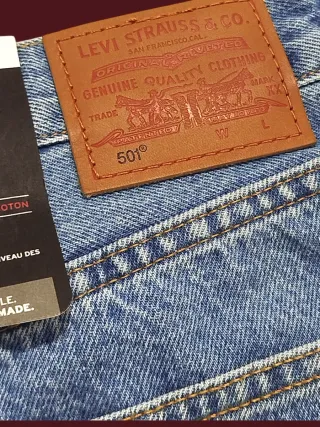 LEVI STRAUSS & CO.
SAN FRANCISCO, CAL.
ORIGINAL RIVETED
QUALITY CLOTHING
GENUINE
TRADE MARK
XX
501® W L
OTON
VEAU DES
LE.
MADE.